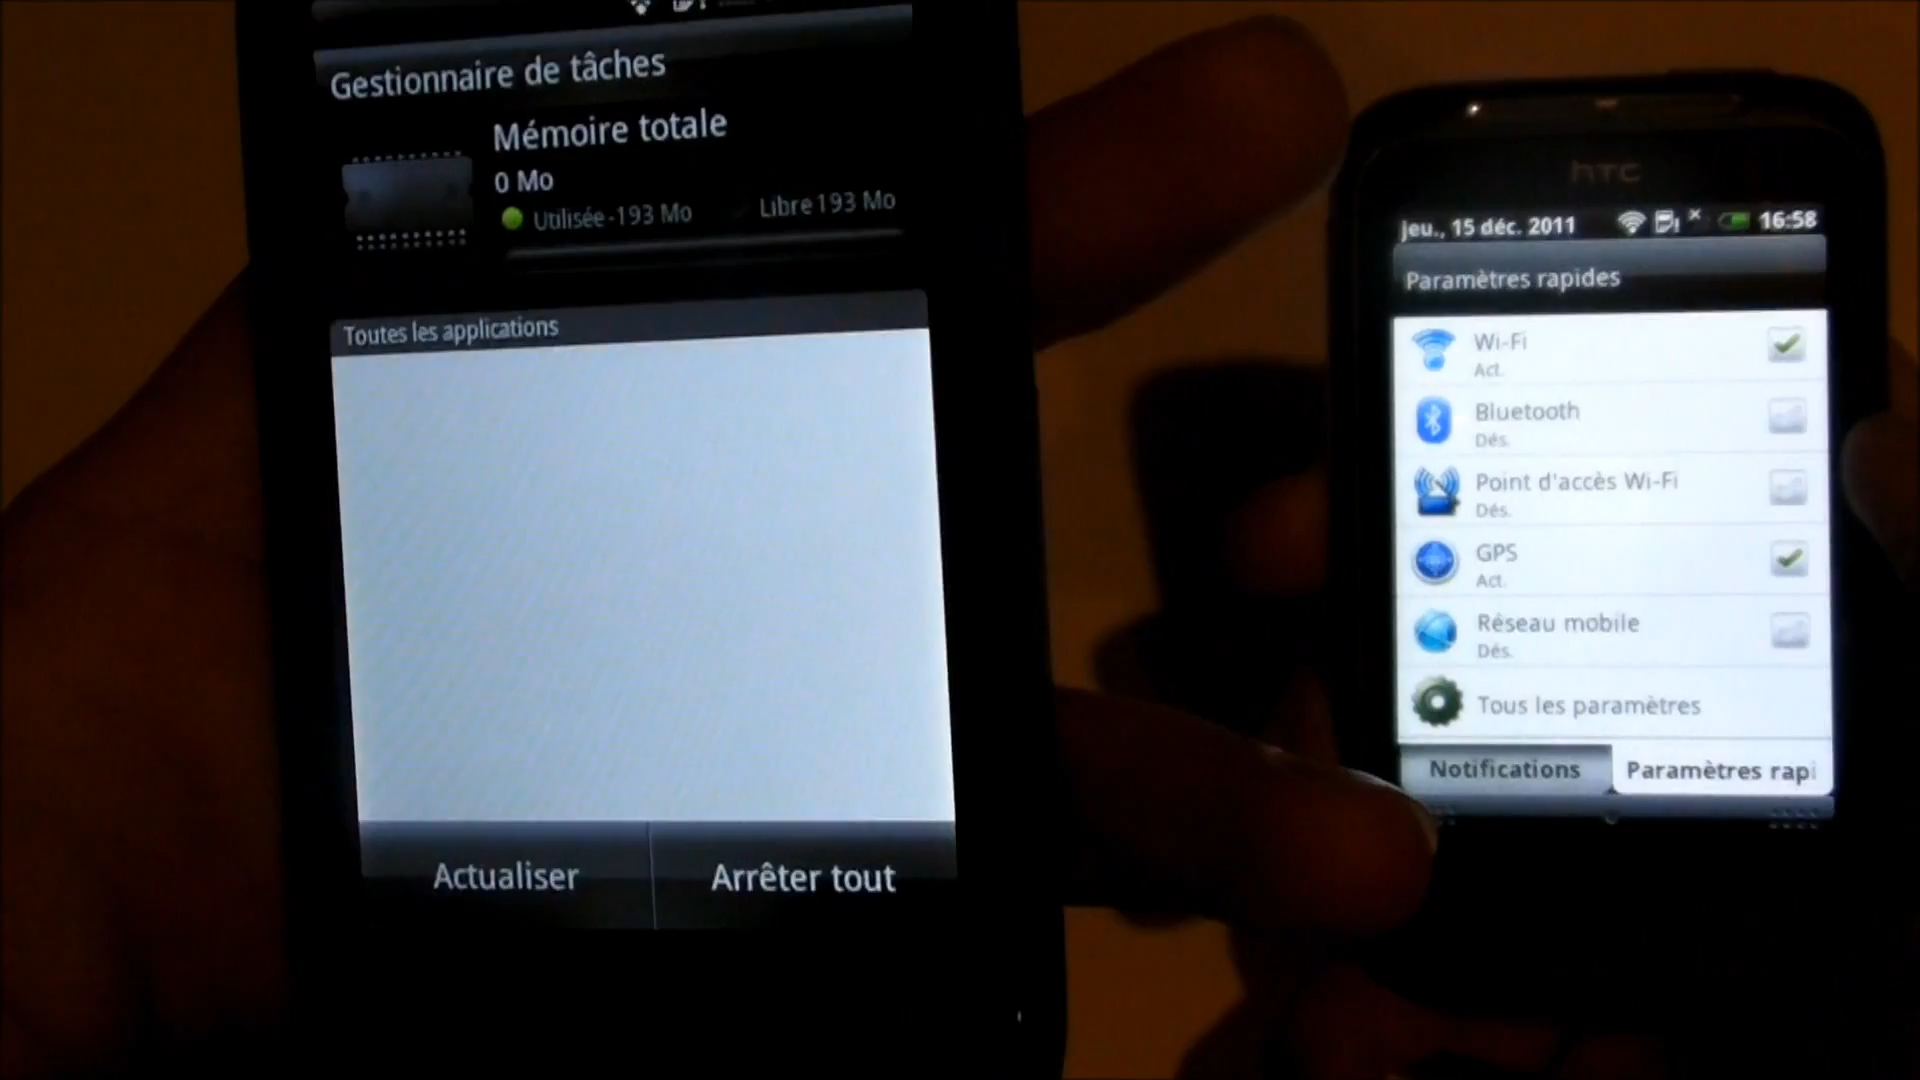 Gestionnaire de tâches
Mémoire totale
0 Mo
Utilisée -193 Mo
Libre 193 Mo
Toutes les applications
Actualiser
Arrêter tout
hTC
jeu., 15 déc. 2011
16:58
Paramètres rapides
Wi-Fi
Act.
Bluetooth
Dés.
Point d'accès Wi-Fi
Dés.
GPS
Act.
Réseau mobile
Dés.
Tous les paramètres
Notifications
Paramètres rapi